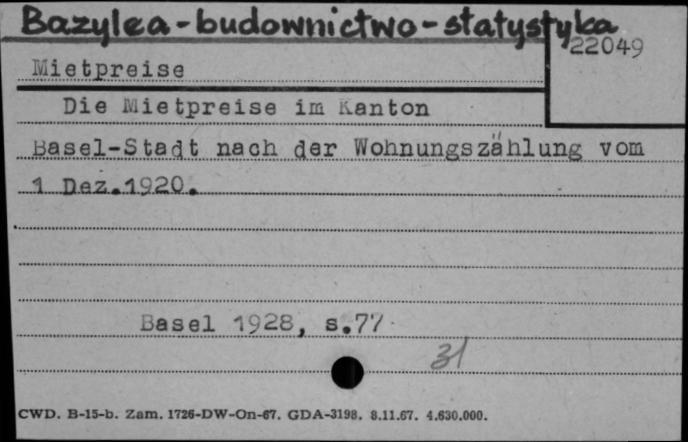 Bazylea-budownictwo-statystyka
22049
Mietpreise
Die Mietpreise im Kanton
Basel-Stadt nach der Wohnungszählung vom
1 Dez.1920.
Basel 1928, s.77
31
CWD. B-15-b. Zam. 1726-DW-On-67. GDA-3198. 8.11.67. 4.630.000.